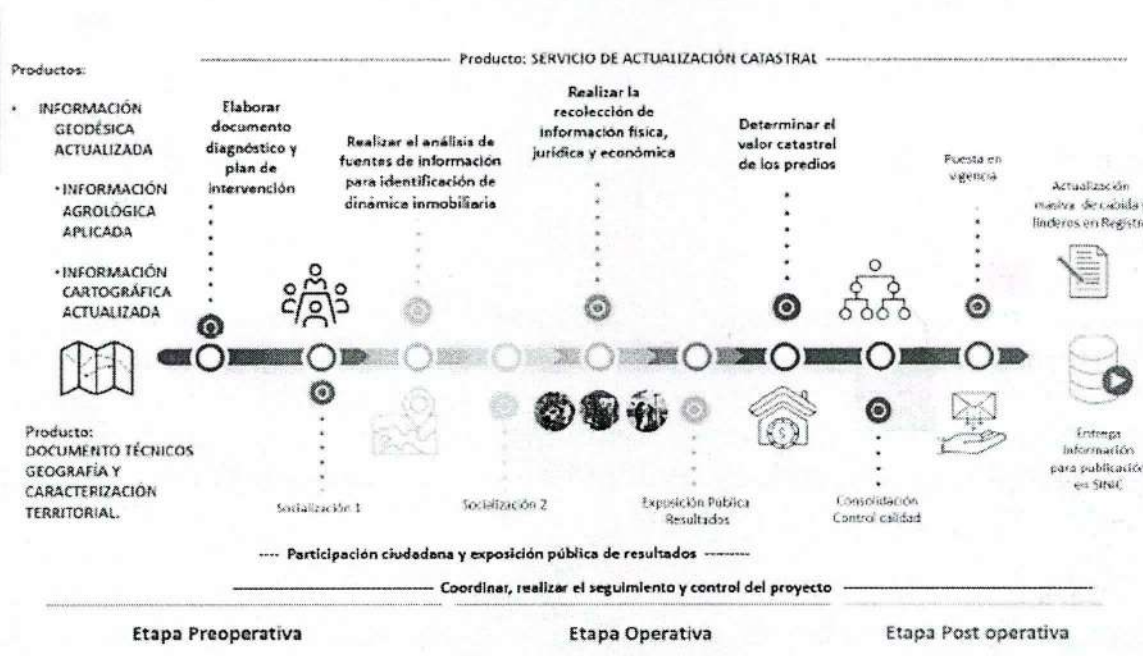 Producto: SERVICIO DE ACTUALIZACIÓN CATASTRAL
Productos:
• INFORMACIÓN
GEODÉSICA
ACTUALIZADA
• INFORMACIÓN
AGROLÓGICA
APLICADA
• INFORMACIÓN
CARTOGRÁFICA
ACTUALIZADA
Elaborar
documento
diagnóstico y
plan de
intervención
Realizar el análisis de
fuentes de información
para identificación de
dinámica inmobiliaria
Realizar la
recolección de
información física,
jurídica y económica
Determinar el
valor catastral
de los predios
Puesta en
vigencia
Actualización
masiva de cabida
linderos en Registr
Producto:
DOCUMENTO TÉCNICOS
GEOGRAFÍA Y
CARACTERIZACIÓN
TERRITORIAL.
Socialización 1
Socialización 2
Exposición Pública
Resultados
Consolidación
Control calidad
Entrega
Información
para publicación
en SINIC
---- Participación ciudadana y exposición pública de resultados ----
Coordinar, realizar el seguimiento y control del proyecto
Etapa Preoperativa
Etapa Operativa
Etapa Post operativa